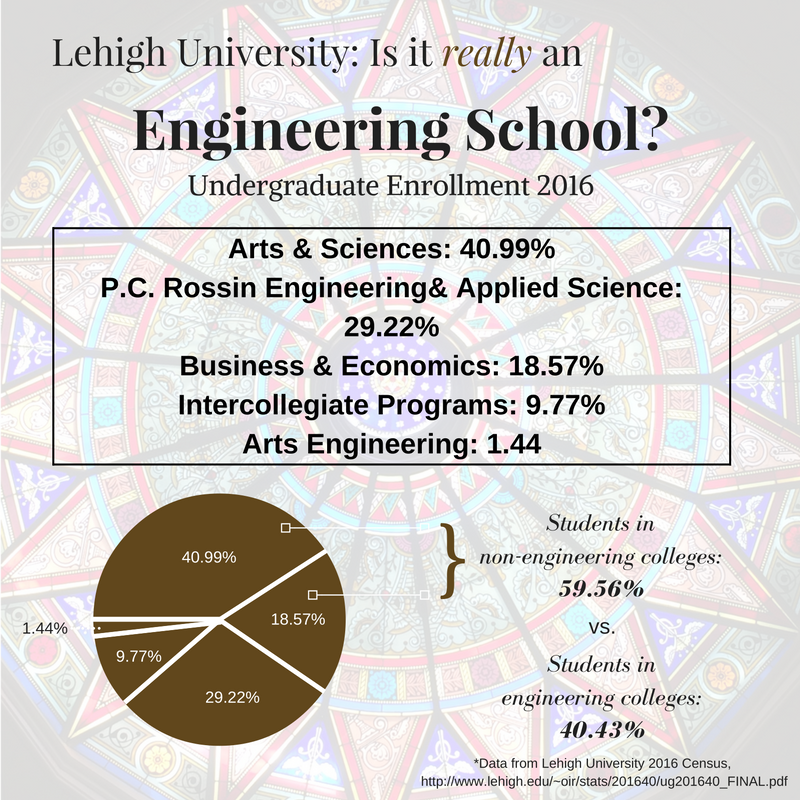 Lehigh University: Is it really an
Engineering School?
Undergraduate Enrollment 2016
Arts & Sciences: 40.99%
P.C. Rossin Engineering& Applied Science:
29.22%
Business & Economics: 18.57%
Intercollegiate Programs: 9.77%
Arts Engineering: 1.44
40.99%
18.57%
1.44%
9.77%
29.22%
}
Students in
non-engineering colleges:
59.56%
vs.
Students in
engineering colleges:
40.43%
*Data from Lehigh University 2016 Census,
http://www.lehigh.edu/~oir/stats/201640/ug201640_FINAL.pdf